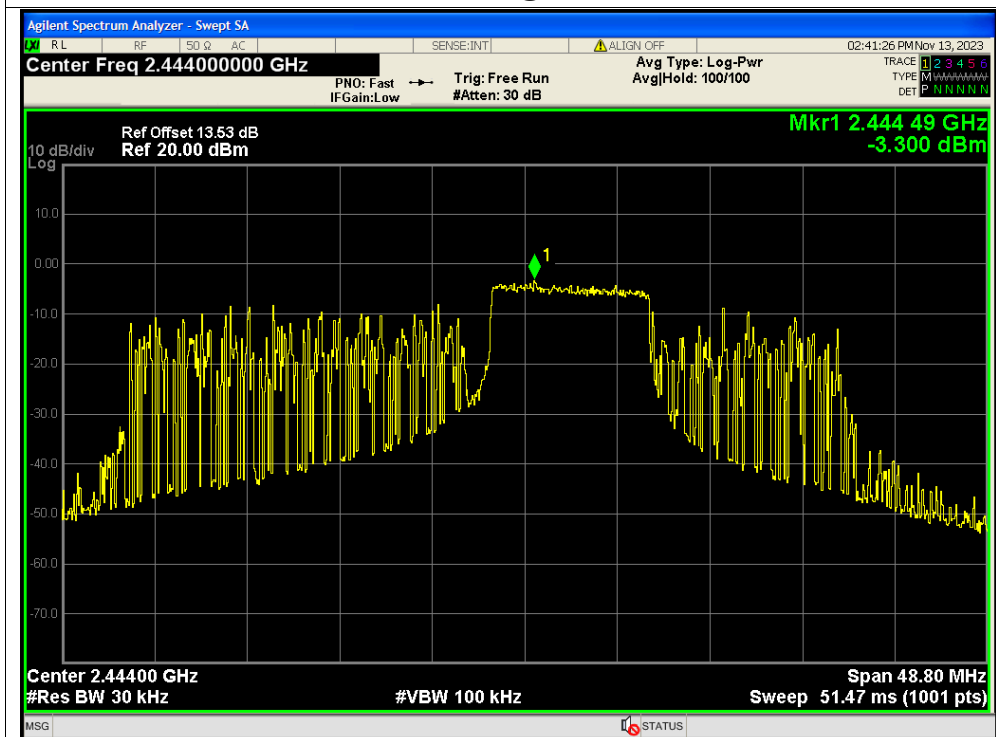 Agilent Spectrum Analyzer - Swept SA
LXI RL RF 50 Ω AC SENSE:INT ALIGN OFF 02:41:26 PM Nov 13, 2023
Center Freq 2.444000000 GHz
PNO: Fast
IFGain:Low
Trig: Free Run
#Atten: 30 dB
Avg Type: Log-Pwr
Avg|Hold: 100/100
TRACE 1 2 3 4 5 6
TYPE M W W W W W
DET P N N N N N
Mkr1 2.444 49 GHz
-3.300 dBm
Ref Offset 13.53 dB
10 dB/div Ref 20.00 dBm
Log
10.0
0.00
1
-10.0
-20.0
-30.0
-40.0
-50.0
-60.0
-70.0
Center 2.44400 GHz Span 48.80 MHz
#Res BW 30 kHz #VBW 100 kHz Sweep 51.47 ms (1001 pts)
MSG STATUS